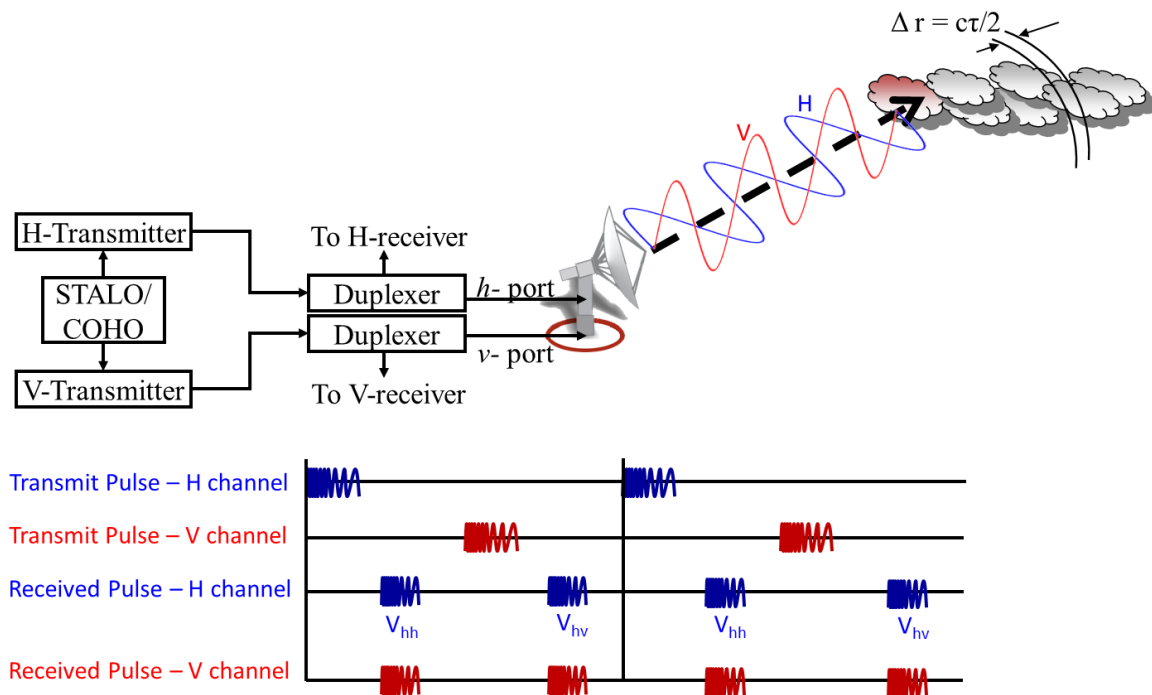 Δ r = cτ/2
H
V
H-Transmitter
To H-receiver
STALO/
COHO
Duplexer
h- port
Duplexer
v- port
V-Transmitter
To V-receiver
Transmit Pulse – H channel
Transmit Pulse – V channel
Received Pulse – H channel
Vhh Vhv Vhh Vhv
Received Pulse – V channel